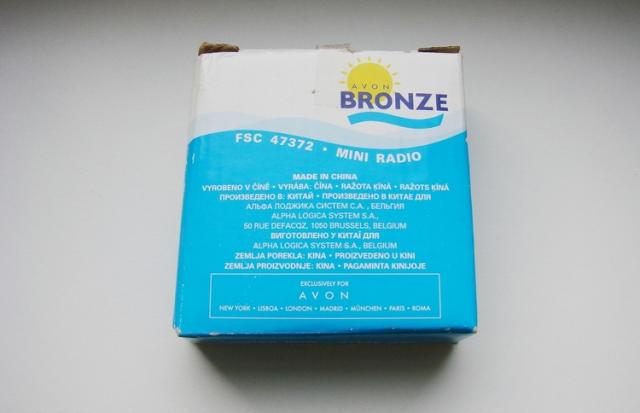 AVON
BRONZE
FSC 47372 • MINI RADIO
MADE IN CHINA
VYROBENO V ČÍNĚ • VÝRÁBA: ČÍNA • RAŽOTA ĶĪNĀ • RAŽOTS ĶĪNĀ
ПРОИЗВЕДЕНО В: КИТАЙ • ПРОИЗВЕДЕНО В КИТАЕ ДЛЯ
АЛЬФА ЛОДЖИКА СИСТЕМ С.А., БЕЛЬГИЯ
ALPHA LOGICA SYSTEM S.A.,
50 RUE DEFACQZ, 1050 BRUSSELS, BELGIUM
ВИГОТОВЛЕНО У КИТАЇ ДЛЯ
ALPHA LOGICA SYSTEM S.A., BELGIUM
ZEMLJA POREKLA: KINA • PROIZVEDENO U KINI
ZEMLJA PROIZVODNJE: KINA • PAGAMINTA KINIJOJE
EXCLUSIVELY FOR
AVON
NEW YORK • LISBOA • LONDON • MADRID • MÜNCHEN • PARIS • ROMA